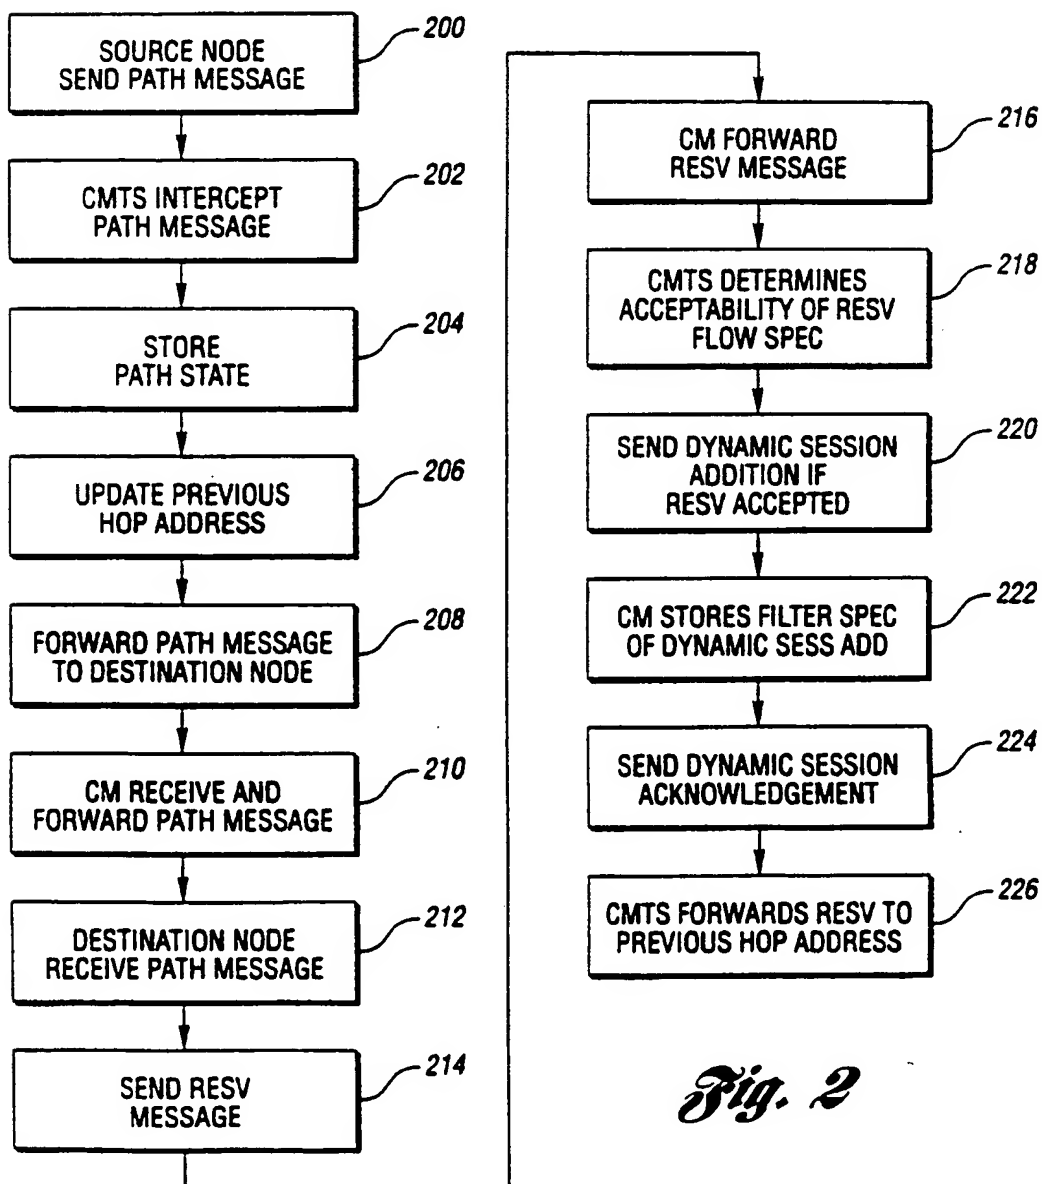 SOURCE NODE
SEND PATH MESSAGE
200
CMTS INTERCEPT
PATH MESSAGE
202
STORE
PATH STATE
204
UPDATE PREVIOUS
HOP ADDRESS
206
FORWARD PATH MESSAGE
TO DESTINATION NODE
208
CM RECEIVE AND
FORWARD PATH MESSAGE
210
DESTINATION NODE
RECEIVE PATH MESSAGE
212
SEND RESV
MESSAGE
214
CM FORWARD
RESV MESSAGE
216
CMTS DETERMINES
ACCEPTABILITY OF RESV
FLOW SPEC
218
SEND DYNAMIC SESSION
ADDITION IF
RESV ACCEPTED
220
CM STORES FILTER SPEC
OF DYNAMIC SESS ADD
222
SEND DYNAMIC SESSION
ACKNOWLEDGEMENT
224
CMTS FORWARDS RESV TO
PREVIOUS HOP ADDRESS
226
Fig. 2